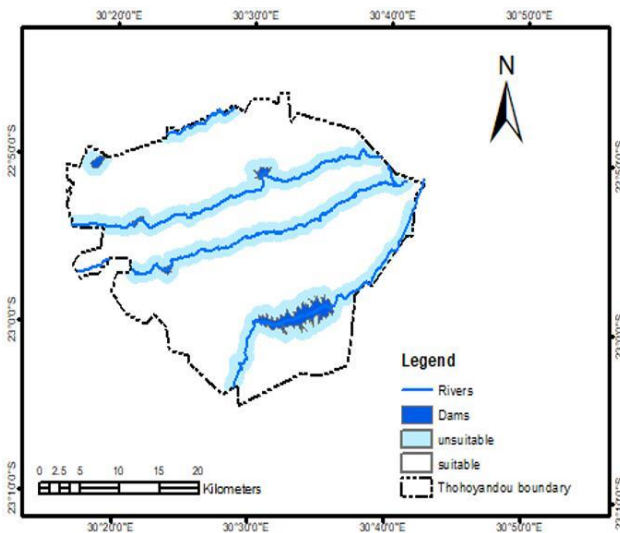 30°20'0"E 30°30'0"E 30°40'0"E 30°50'0"E
N
22°50'0"S
22°50'0"S
23°0'0"S
23°0'0"S
Legend
Rivers
Dams
unsuitable
suitable
Thohoyandou boundary
0 2.5 5 10 15 20
Kilometers
23°10'0"S
23°10'0"S
30°20'0"E 30°30'0"E 30°40'0"E 30°50'0"E